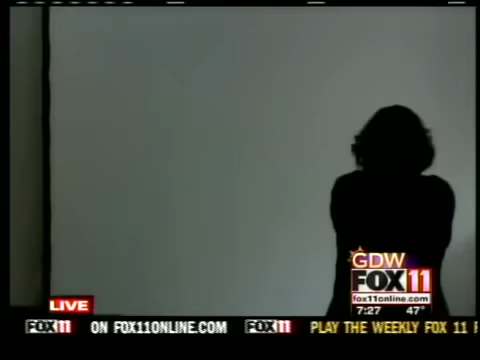 GDW
FOX 11
fox11online.com
7:27 47°
LIVE
FOX11 ON FOX11ONLINE.COM FOX11 PLAY THE WEEKLY FOX 11